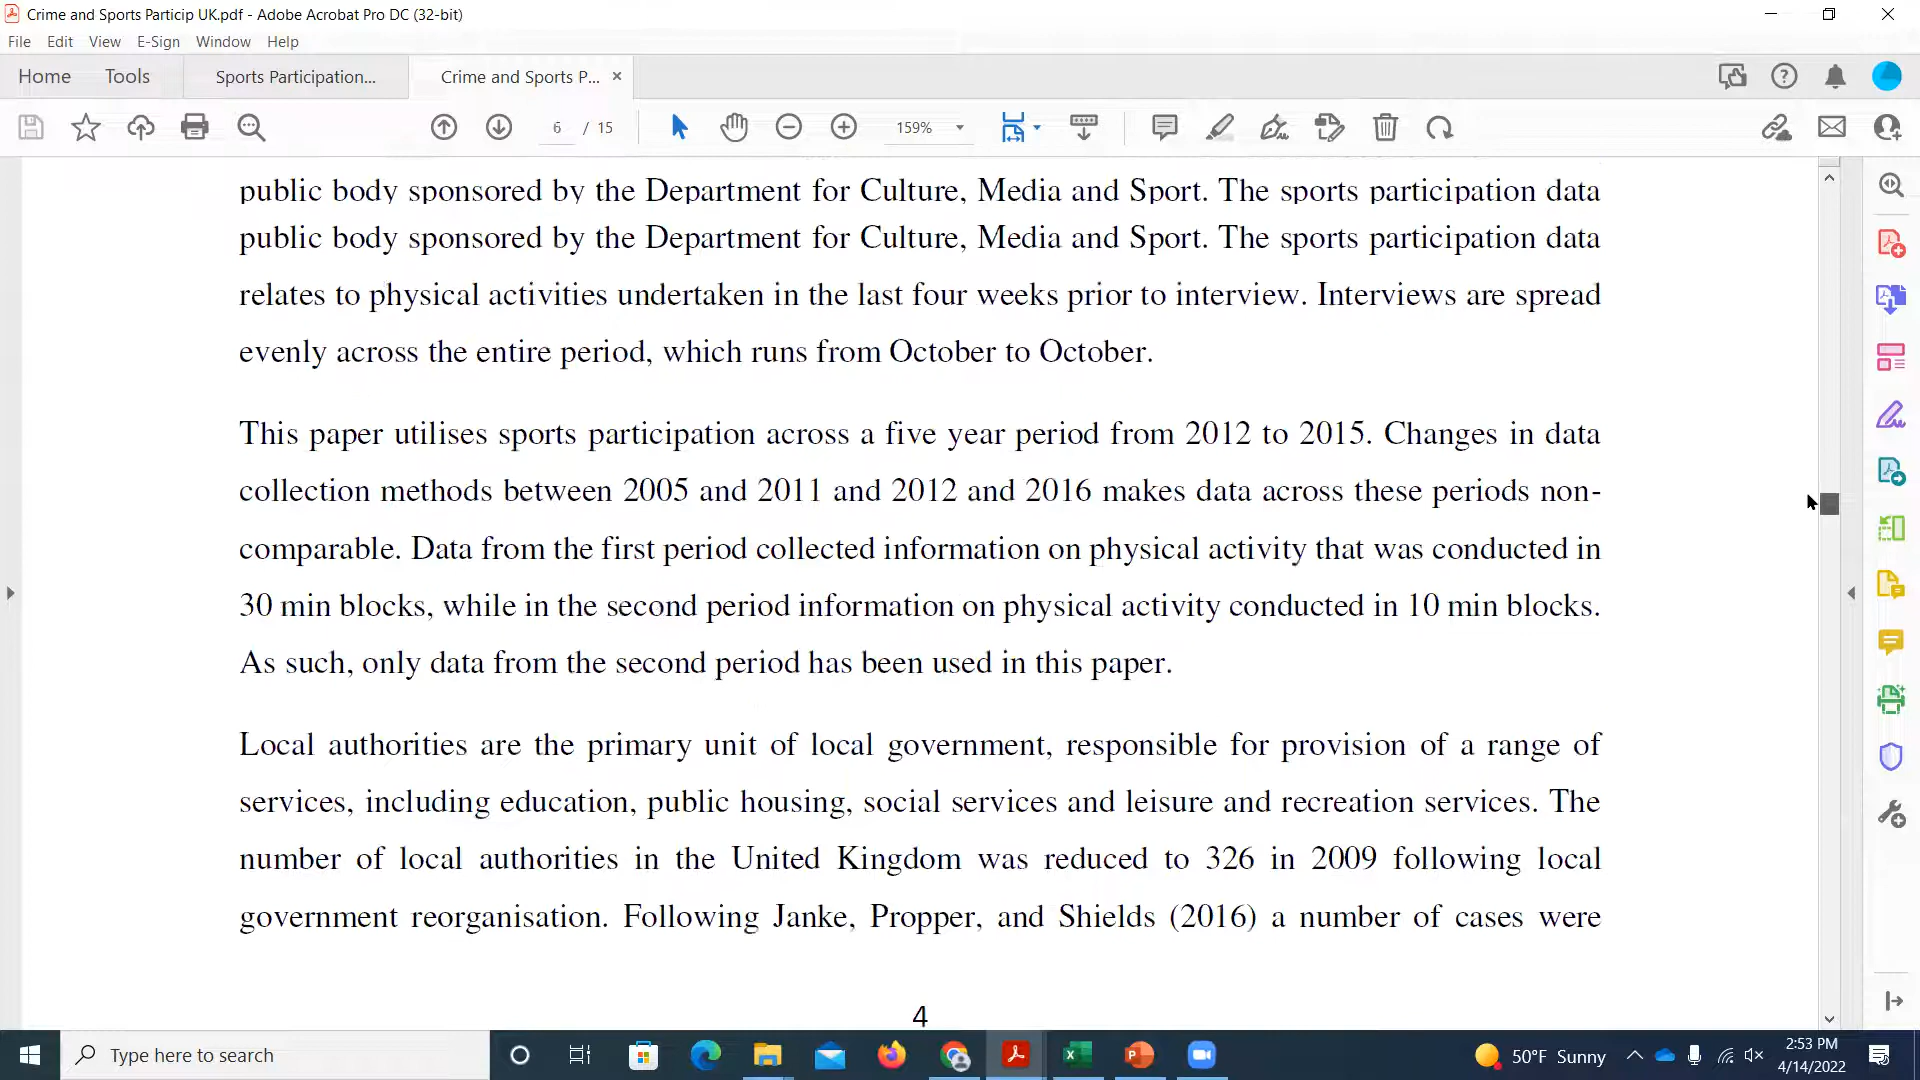 Crime and Sports Particip UK.pdf - Adobe Acrobat Pro DC (32-bit)
File Edit View E-Sign Window Help
Home Tools Sports Participation... Crime and Sports P... ×
6 / 15 159%
public body sponsored by the Department for Culture, Media and Sport. The sports participation data
public body sponsored by the Department for Culture, Media and Sport. The sports participation data
relates to physical activities undertaken in the last four weeks prior to interview. Interviews are spread
evenly across the entire period, which runs from October to October.
This paper utilises sports participation across a five year period from 2012 to 2015. Changes in data
collection methods between 2005 and 2011 and 2012 and 2016 makes data across these periods non-
comparable. Data from the first period collected information on physical activity that was conducted in
30 min blocks, while in the second period information on physical activity conducted in 10 min blocks.
As such, only data from the second period has been used in this paper.
Local authorities are the primary unit of local government, responsible for provision of a range of
services, including education, public housing, social services and leisure and recreation services. The
number of local authorities in the United Kingdom was reduced to 326 in 2009 following local
government reorganisation. Following Janke, Propper, and Shields (2016) a number of cases were
4
Type here to search
50°F Sunny
2:53 PM
4/14/2022